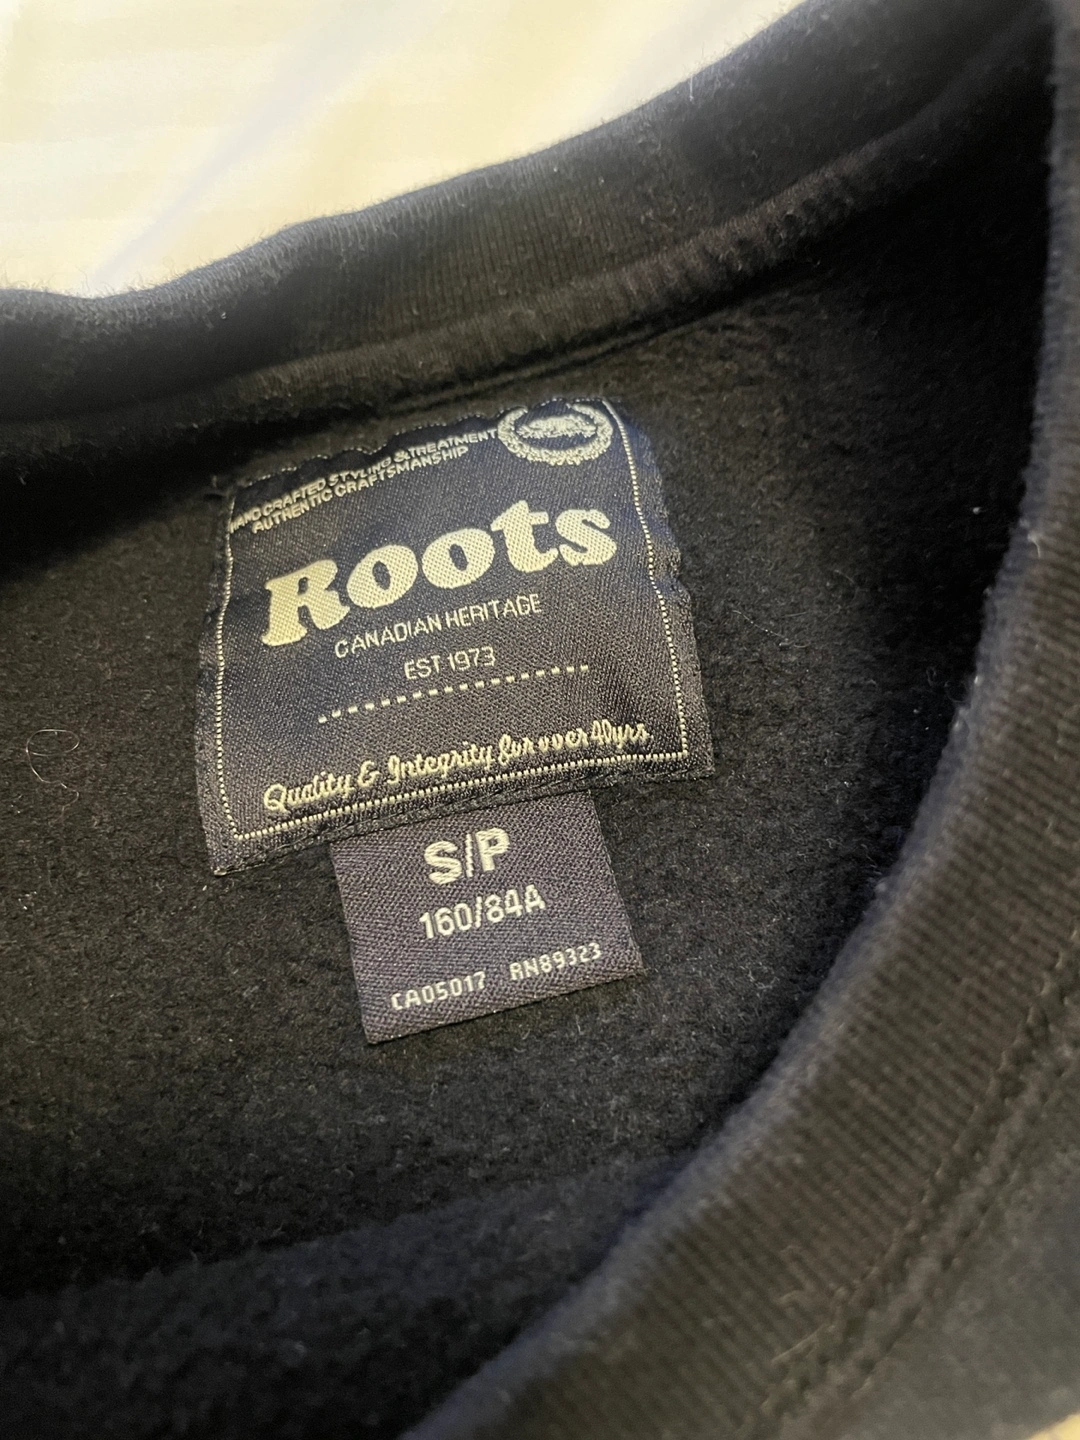 HAND CRAFTED STYLING & TREATMENT
AUTHENTIC CRAFTSMANSHIP
Roots
CANADIAN HERITAGE
EST 1973
Quality & Integrity for over 40yrs
S/P
160/84A
CA05017 RN89323